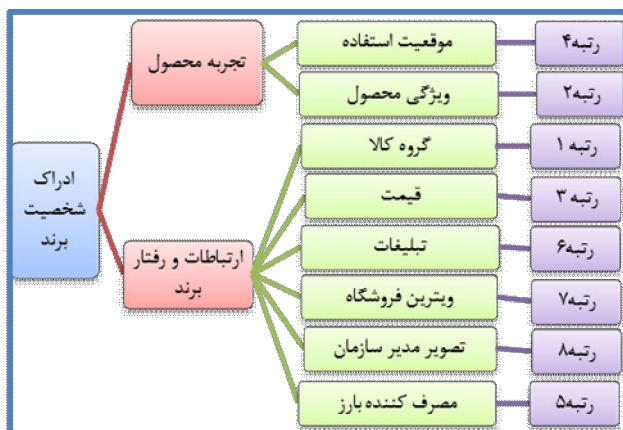 موقعیت استفاده
رتبه۴
تجربه محصول
ویژگی محصول
رتبه۲
گروه کالا
رتبه ۱
ادراک
شخصیت
برند
قیمت
رتبه ۳
ارتباطات و رفتار
برند
تبلیغات
رتبه۶
ویترین فروشگاه
رتبه۷
تصویر مدیر سازمان
رتبه۸
مصرف کننده بارز
رتبه۵